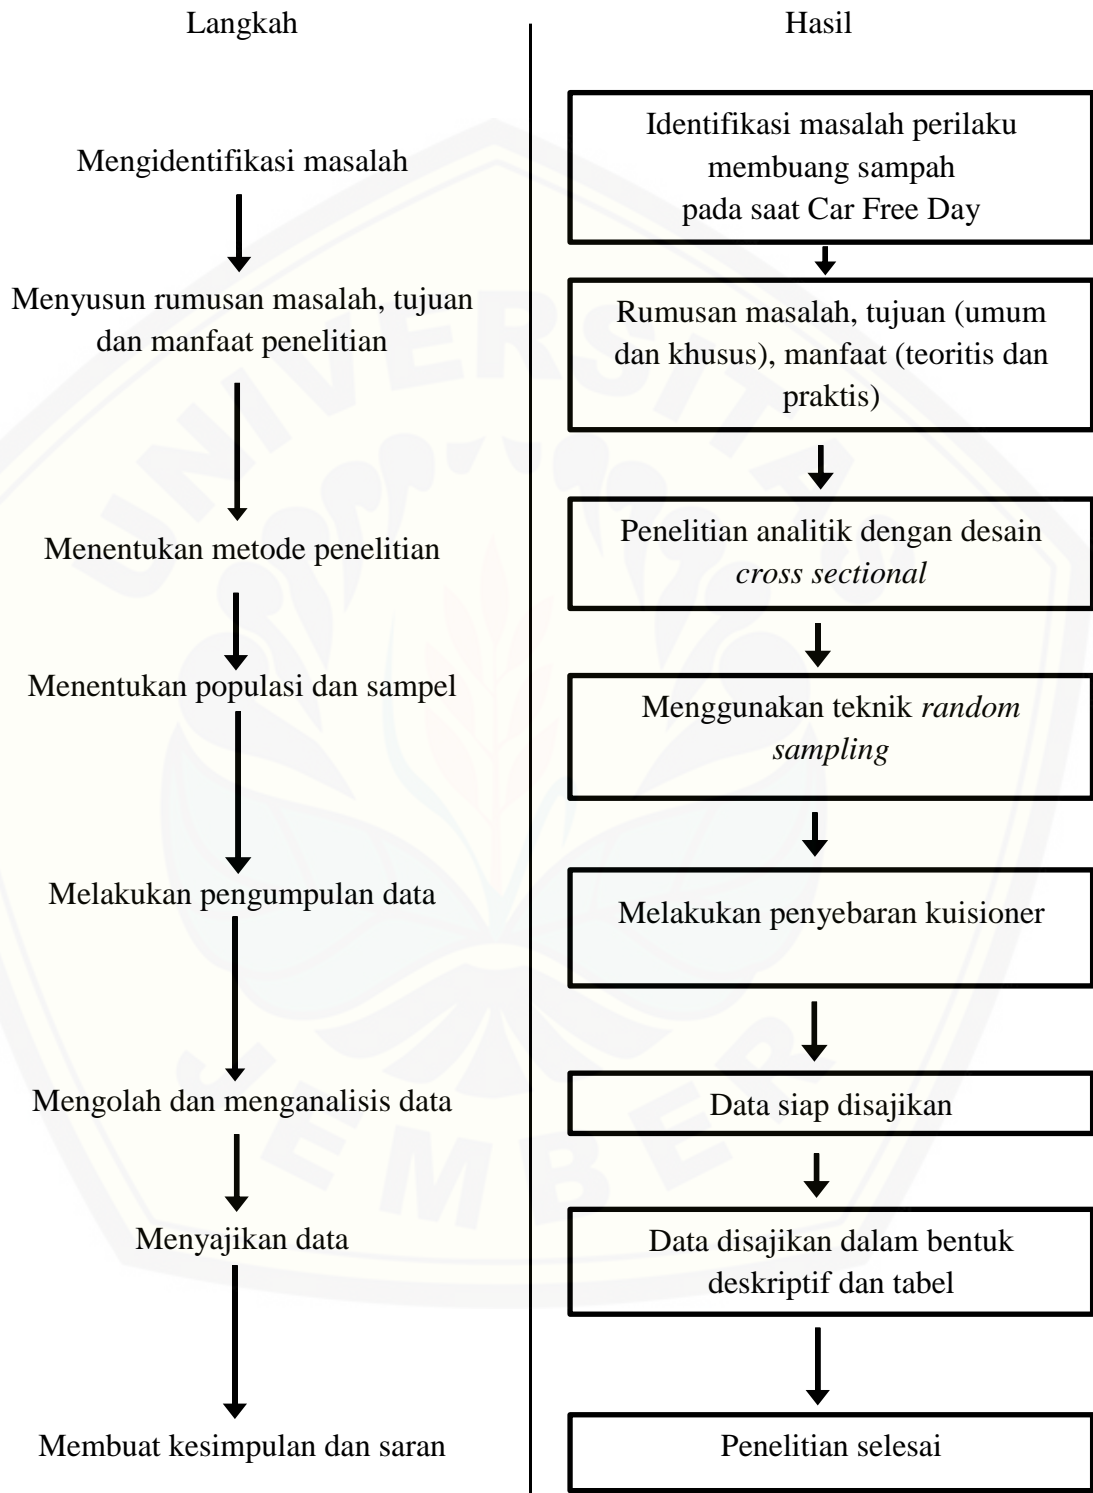 Langkah
Hasil
Mengidentifikasi masalah
Identifikasi masalah perilaku
membuang sampah
pada saat Car Free Day
Menyusun rumusan masalah, tujuan
dan manfaat penelitian
Rumusan masalah, tujuan (umum
dan khusus), manfaat (teoritis dan
praktis)
Menentukan metode penelitian
Penelitian analitik dengan desain
cross sectional
Menentukan populasi dan sampel
Menggunakan teknik random
sampling
Melakukan pengumpulan data
Melakukan penyebaran kuisioner
Mengolah dan menganalisis data
Data siap disajikan
Menyajikan data
Data disajikan dalam bentuk
deskriptif dan tabel
Membuat kesimpulan dan saran
Penelitian selesai
UNIVERSITAS
JEMBER